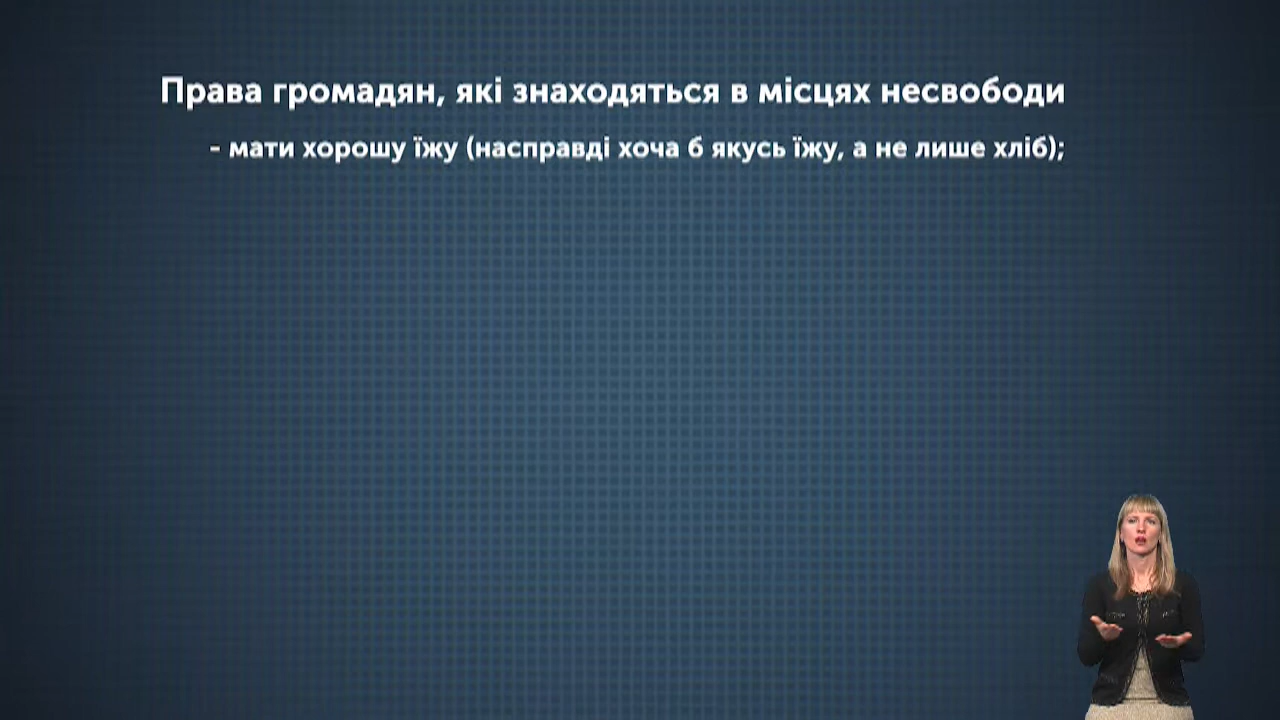 Права громадян, які знаходяться в місцях несвободи
- мати хорошу їжу (насправді хоча б якусь їжу, а не лише хліб);